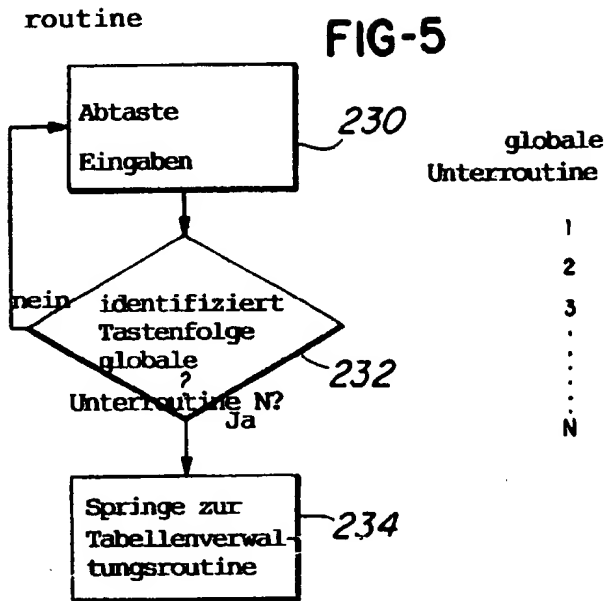 routine
FIG-5
Abtaste
Eingaben
230
nein
identifiziert
Tastenfolge
globale
?
Unterroutine N?
232
Ja
Springe zur
Tabellenverwal-
tungsroutine
234
globale
Unterroutine
1
2
3
N